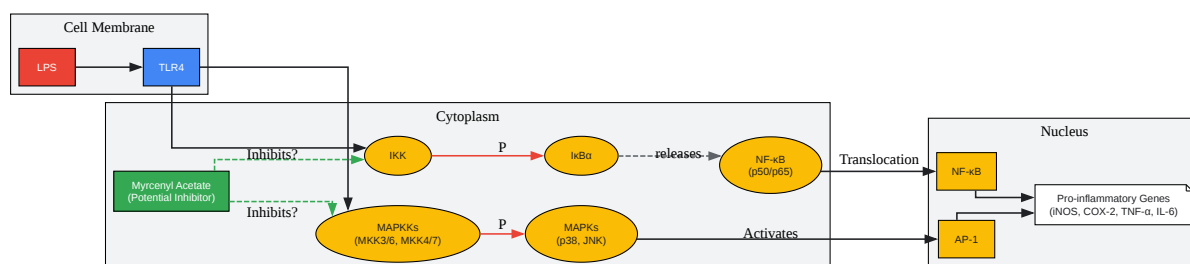 Cell Membrane
LPS
TLR4
Cytoplasm
Inhibits?
IKK
P
IκBα
releases
NF-κB
(p50/p65)
Translocation
Myrcenyl Acetate
(Potential Inhibitor)
Inhibits?
MAPKKs
(MKK3/6, MKK4/7)
P
MAPKs
(p38, JNK)
Activates
Nucleus
NF-κB
AP-1
Pro-inflammatory Genes
(iNOS, COX-2, TNF-α, IL-6)